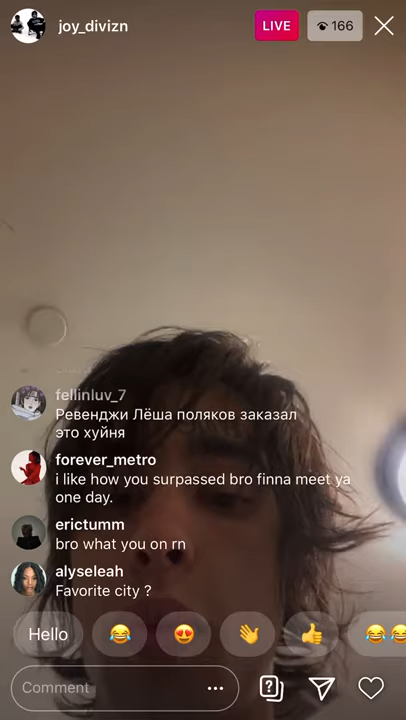 joy_divizn
LIVE
166
fellinluv_7
Ревенджи Лёша поляков заказал
это хуйня
forever_metro
i like how you surpassed bro finna meet ya
one day.
erictumm
bro what you on rn
alyseleah
Favorite city ?
Hello
Comment